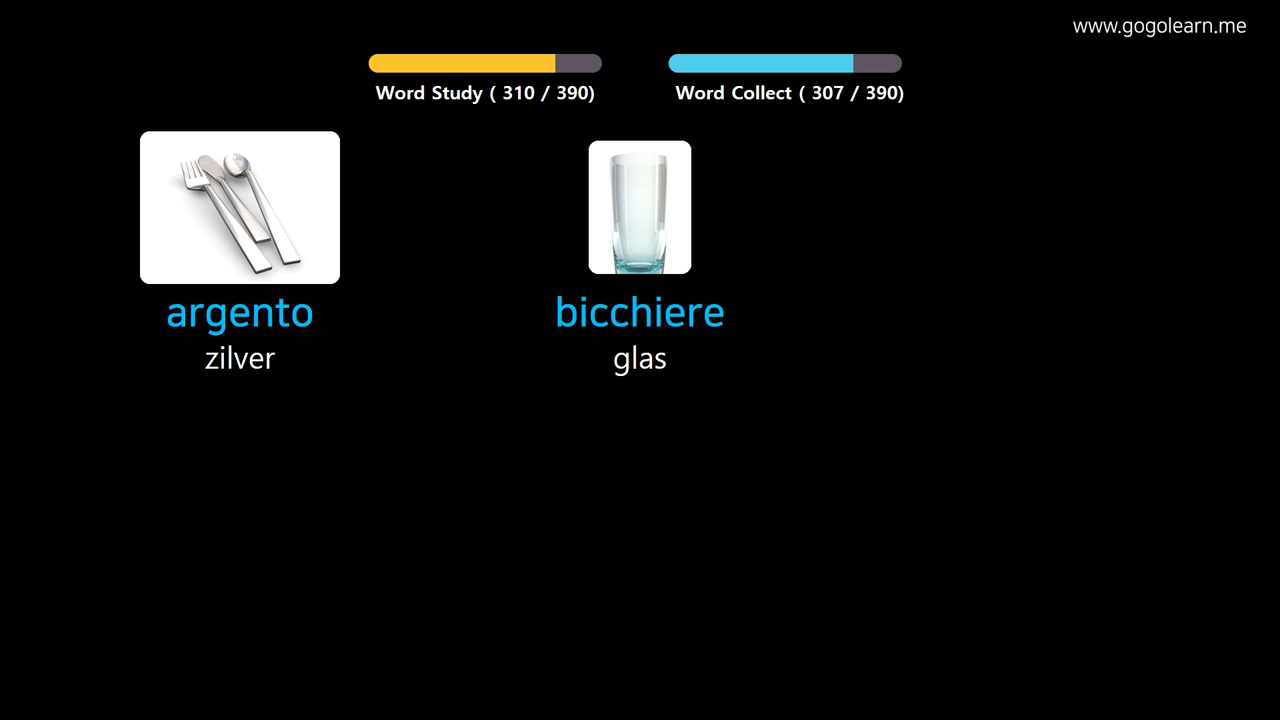 www.gogolearn.me
Word Study ( 310 / 390)
Word Collect ( 307 / 390)
argento
zilver
bicchiere
glas